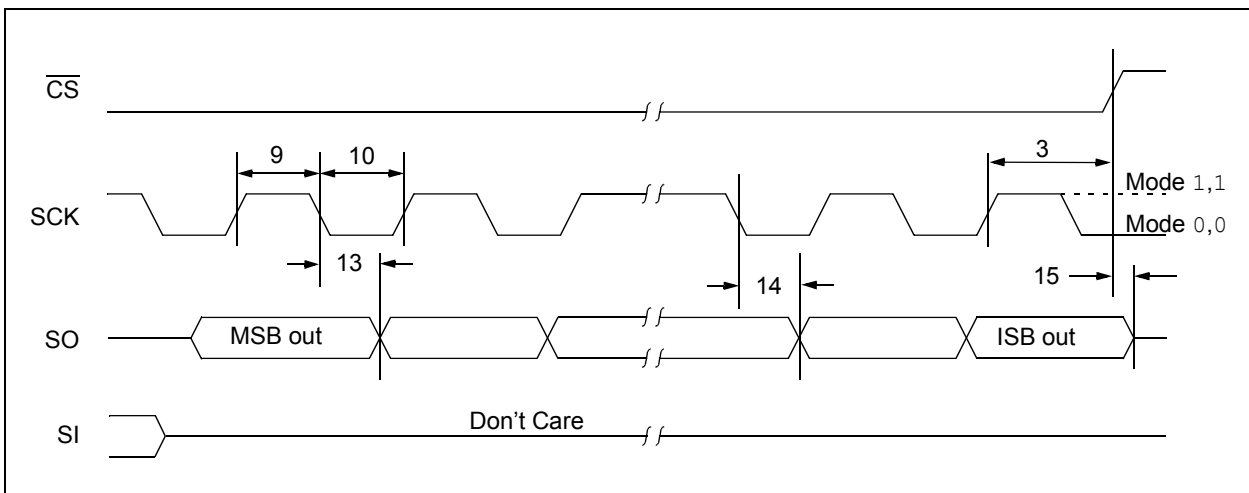 CS
9
10
3
Mode 1,1
SCK
Mode 0,0
13
14
15
SO
MSB out
ISB out
Don't Care
SI